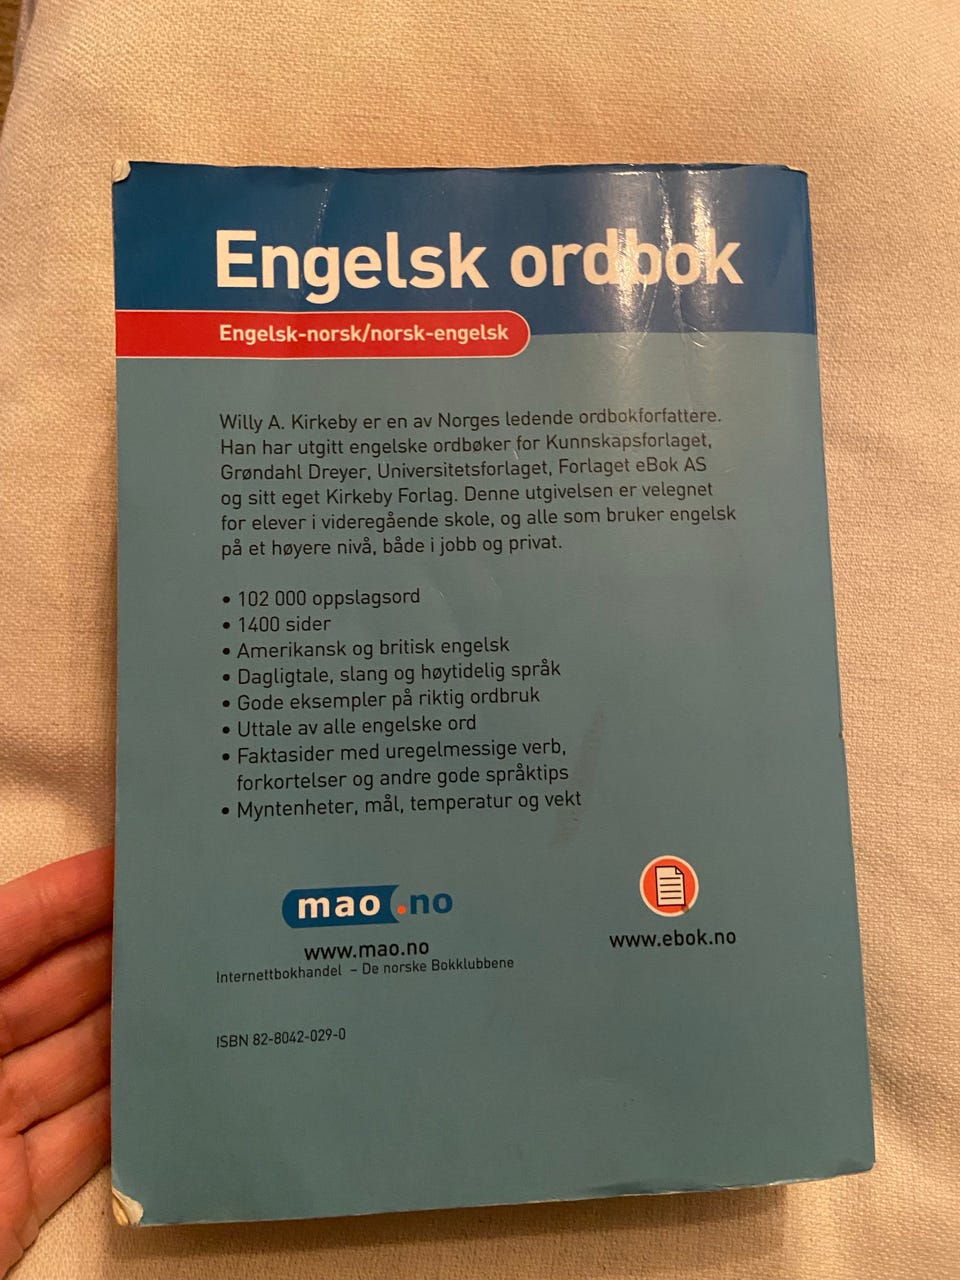 Engelsk ordbok
Engelsk-norsk/norsk-engelsk
Willy A. Kirkeby er en av Norges ledende ordbokforfattere.
Han har utgitt engelske ordbøker for Kunnskapsforlaget,
Grøndahl Dreyer, Universitetsforlaget, Forlaget eBok AS
og sitt eget Kirkeby Forlag. Denne utgivelsen er velegnet
for elever i videregående skole, og alle som bruker engelsk
på et høyere nivå, både i jobb og privat.
• 102 000 oppslagsord
• 1400 sider
• Amerikansk og britisk engelsk
• Dagligtale, slang og høytidelig språk
• Gode eksempler på riktig ordbruk
• Uttale av alle engelske ord
• Faktasider med uregelmessige verb,
forkortelser og andre gode språktips
• Myntenheter, mål, temperatur og vekt
mao.no
www.mao.no
Internettbokhandel – De norske Bokklubbene
www.ebok.no
ISBN 82-8042-029-0